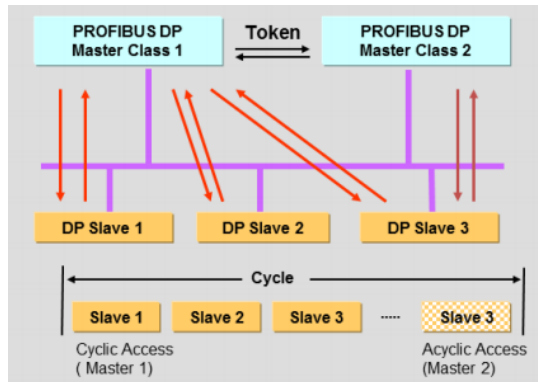 PROFIBUS DP
Master Class 1
Token
PROFIBUS DP
Master Class 2
DP Slave 1
DP Slave 2
DP Slave 3
Cycle
Slave 1
Slave 2
Slave 3
.....
Slave 3
Cyclic Access
( Master 1)
Acyclic Access
(Master 2)